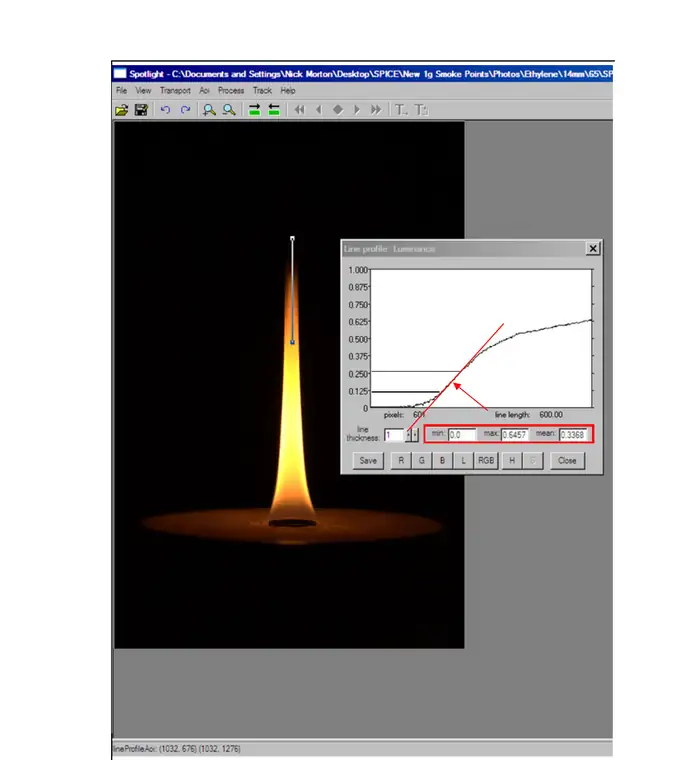 Spotlight - C:\Documents and Settings\Nick Morton\Desktop\SPICE\New 1g Smoke Points\Photos\Ethylene\14mm\65\SP
File View Transport Aoi Process Track Help
Line profile: Luminance
1.000
0.875
0.750
0.625
0.500
0.375
0.250
0.125
0
pixels: 601 line length: 600.00
line thickness: 1 min: 0.0 max: 0.6457 mean: 0.3368
Save R G B L RGB H Close
lineProfileAoi: (1032, 676) (1032, 1276)